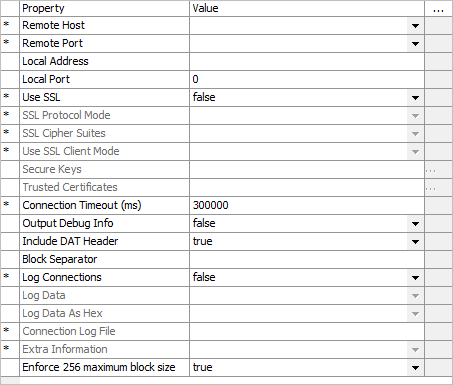 Property Value ...
* Remote Host
* Remote Port
Local Address
Local Port 0
* Use SSL false
* SSL Protocol Mode
* SSL Cipher Suites
* Use SSL Client Mode
Secure Keys ...
Trusted Certificates ...
* Connection Timeout (ms) 300000
Output Debug Info false
Include DAT Header true
Block Separator
* Log Connections false
Log Data
Log Data As Hex
* Connection Log File
* Extra Information
Enforce 256 maximum block size true